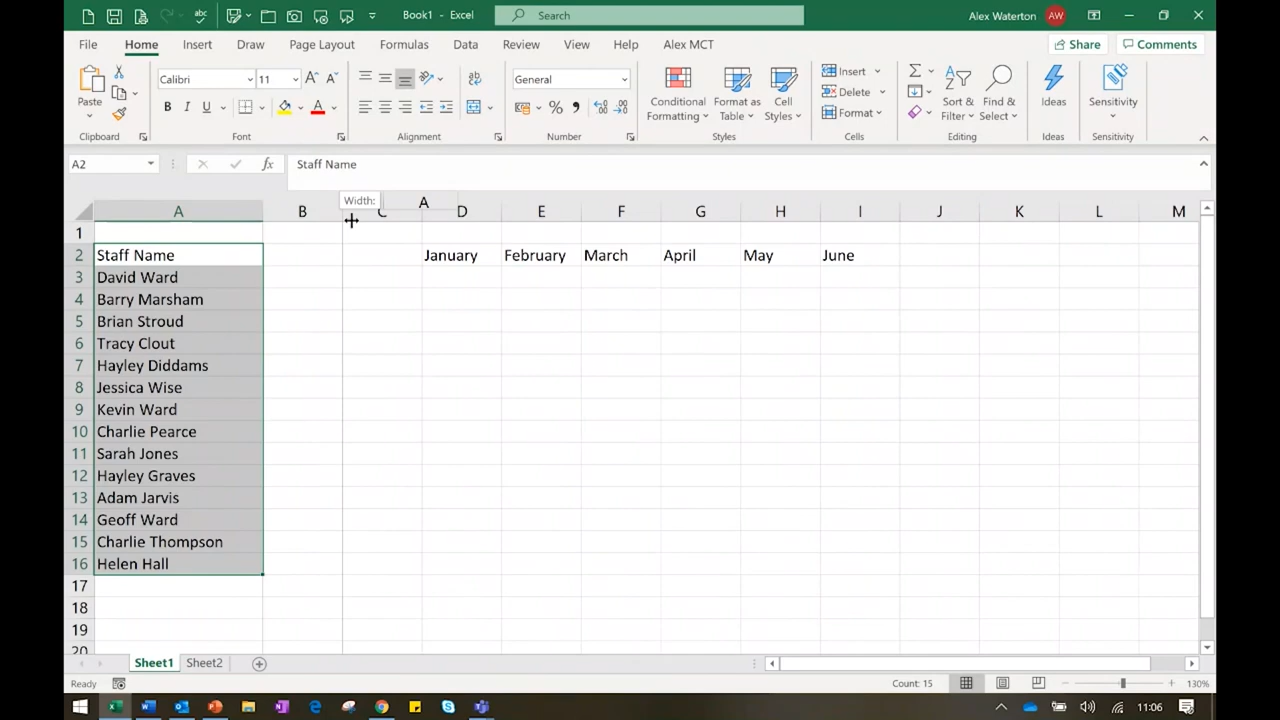 Book1 - Excel
Search
Alex Waterton AW
File Home Insert Draw Page Layout Formulas Data Review View Help Alex MCT Share Comments
Calibri 11 General
Insert
Delete
Format
Paste
B I U A
Conditional Formatting
Format as Table
Cell Styles
Sort & Filter
Find & Select
Ideas
Sensitivity
Clipboard Font Alignment Number Styles Cells Editing Ideas Sensitivity
A2 fx Staff Name
Width: A
A B C D E F G H I J K L M
1
2 Staff Name January February March April May June
3 David Ward
4 Barry Marsham
5 Brian Stroud
6 Tracy Clout
7 Hayley Diddams
8 Jessica Wise
9 Kevin Ward
10 Charlie Pearce
11 Sarah Jones
12 Hayley Graves
13 Adam Jarvis
14 Geoff Ward
15 Charlie Thompson
16 Helen Hall
17
18
19
20
Sheet1 Sheet2
Ready Count: 15 130%
11:06